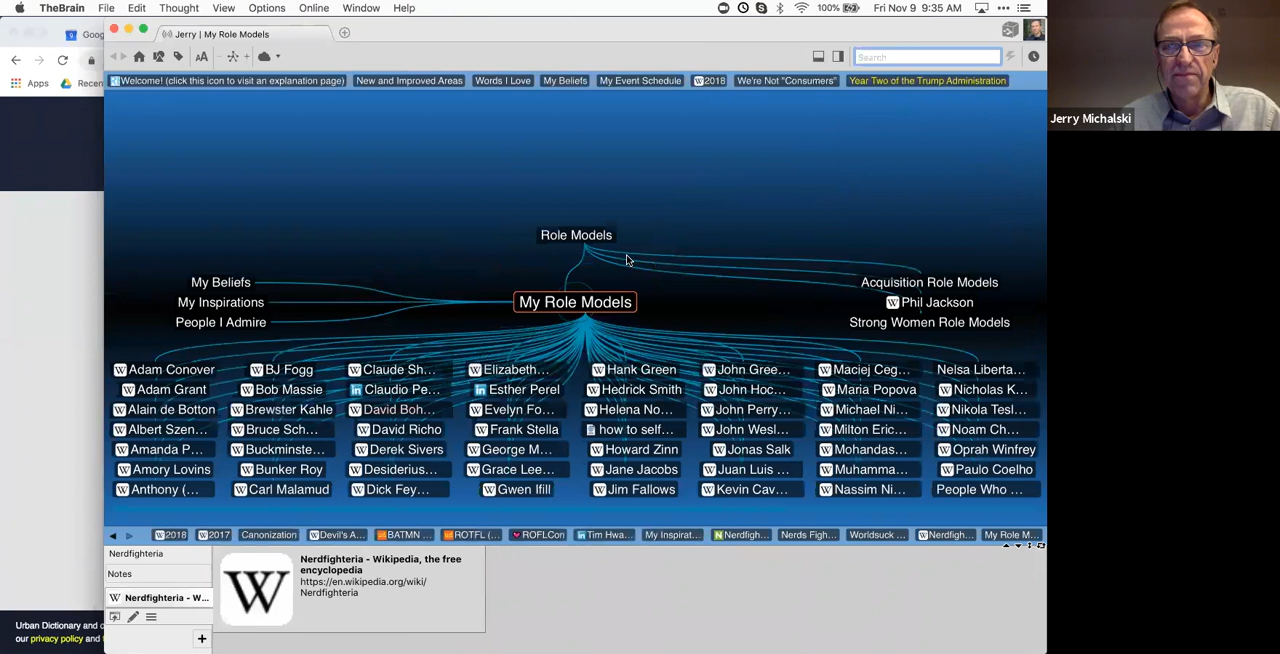 TheBrain File Edit Thought View Options Online Window Help 100% Fri Nov 9 9:35 AM
Goog
Jerry | My Role Models
Apps Recen
Search
Welcome! (click this icon to visit an explanation page) New and Improved Areas Words I Love My Beliefs My Event Schedule 2018 We're Not "Consumers" Year Two of the Trump Administration
Jerry Michalski
Role Models
My Beliefs
My Inspirations
People I Admire
My Role Models
Acquisition Role Models
Phil Jackson
Strong Women Role Models
Adam Conover BJ Fogg Claude Sh... Elizabeth... Hank Green John Gree... Maciej Ceg... Nelsa Liberta...
Adam Grant Bob Massie Claudio Pe... Esther Perel Hedrick Smith John Hoc... Maria Popova Nicholas K...
Alain de Botton Brewster Kahle David Boh... Evelyn Fo... Helena No... John Perry... Michael Ni... Nikola Tesl...
Albert Szen... Bruce Sch... David Richo Frank Stella how to self... John Wesl... Milton Eric... Noam Ch...
Amanda P... Buckminste... Derek Sivers George M... Howard Zinn Jonas Salk Mohandas... Oprah Winfrey
Amory Lovins Bunker Roy Desiderius... Grace Lee... Jane Jacobs Juan Luis ... Muhamma... Paulo Coelho
Anthony (... Carl Malamud Dick Fey... Gwen Ifill Jim Fallows Kevin Cav... Nassim Ni... People Who ...
2018 2017 Canonization Devil's A... BATMN ... ROTFL (... ROFLCon Tim Hwa... My Inspirat... Nerdfigh... Nerds Figh... Worldsuck ... Nerdfigh... My Role M...
Nerdfighteria
Notes
Nerdfighteria - W...
Nerdfighteria - Wikipedia, the free
encyclopedia
https://en.wikipedia.org/wiki/
Nerdfighteria
Urban Dictionary and c
our privacy policy and